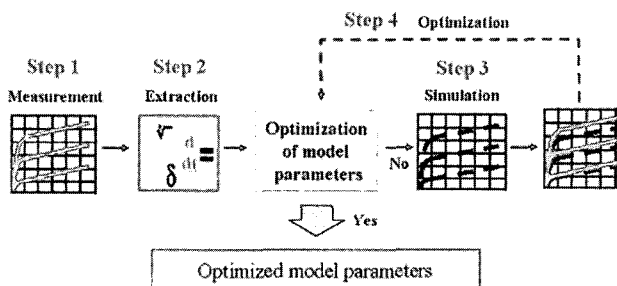 Step 4 Optimization
Step 1
Measurement
Step 2
Extraction
Step 3
Simulation
√
d
dt
δ
=
Optimization
of model
parameters
No
Yes
Optimized model parameters